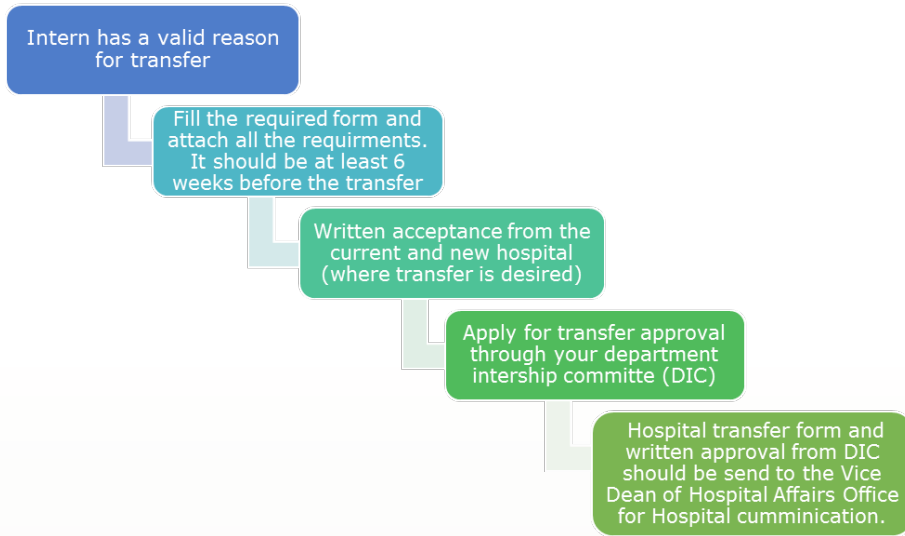 Intern has a valid reason
for transfer
Fill the required form and
attach all the requirments.
It should be at least 6
weeks before the transfer
Written acceptance from the
current and new hospital
(where transfer is desired)
Apply for transfer approval
through your department
intership committe (DIC)
Hospital transfer form and
written approval from DIC
should be send to the Vice
Dean of Hospital Affairs Office
for Hospital cumminication.